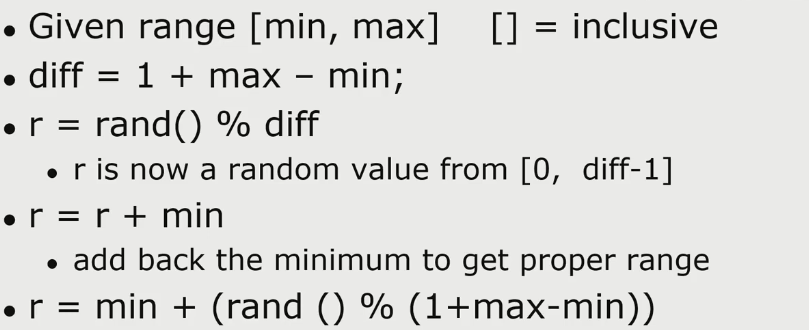 • Given range [min, max] [] = inclusive
• diff = 1 + max – min;
• r = rand() % diff
• r is now a random value from [0, diff-1]
• r = r + min
• add back the minimum to get proper range
• r = min + (rand () % (1+max-min))